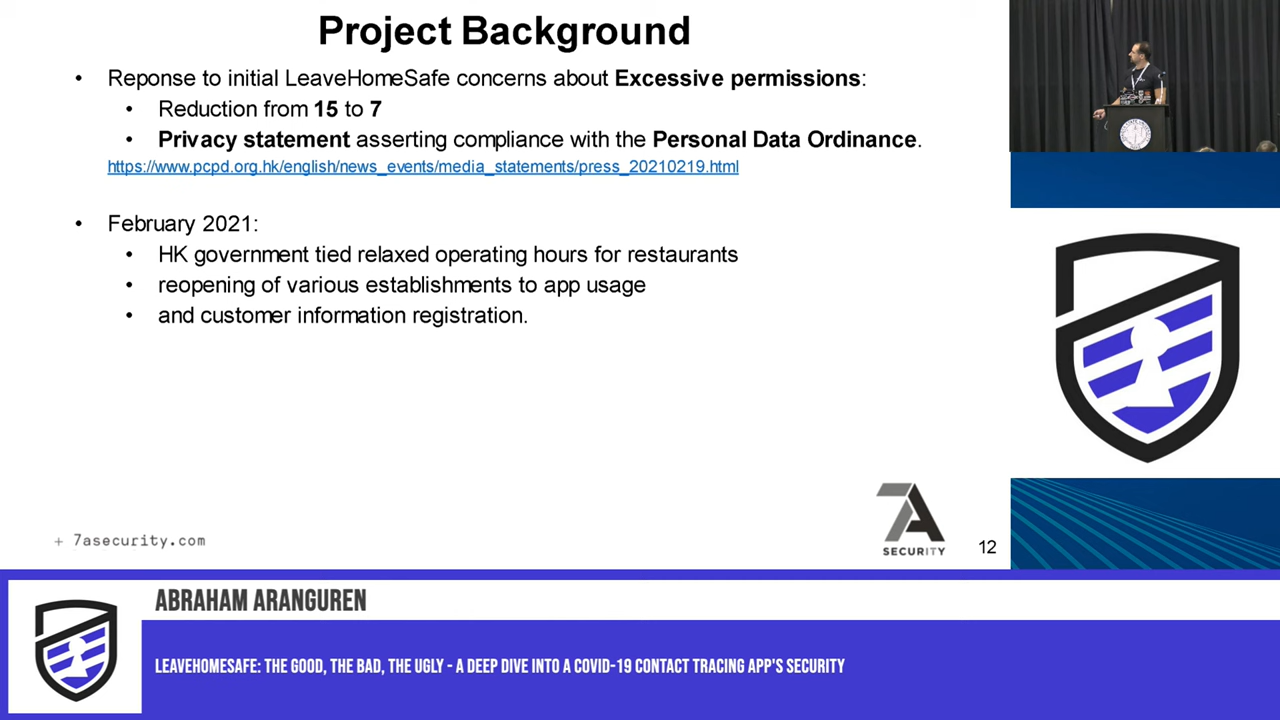 Project Background
• Reponse to initial LeaveHomeSafe concerns about Excessive permissions:
• Reduction from 15 to 7
• Privacy statement asserting compliance with the Personal Data Ordinance.
https://www.pcpd.org.hk/english/news_events/media_statements/press_20210219.html
• February 2021:
• HK government tied relaxed operating hours for restaurants
• reopening of various establishments to app usage
• and customer information registration.
+ 7asecurity.com
7A
SECURITY
12
ABRAHAM ARANGUREN
LEAVEHOMESAFE: THE GOOD, THE BAD, THE UGLY - A DEEP DIVE INTO A COVID-19 CONTACT TRACING APP'S SECURITY